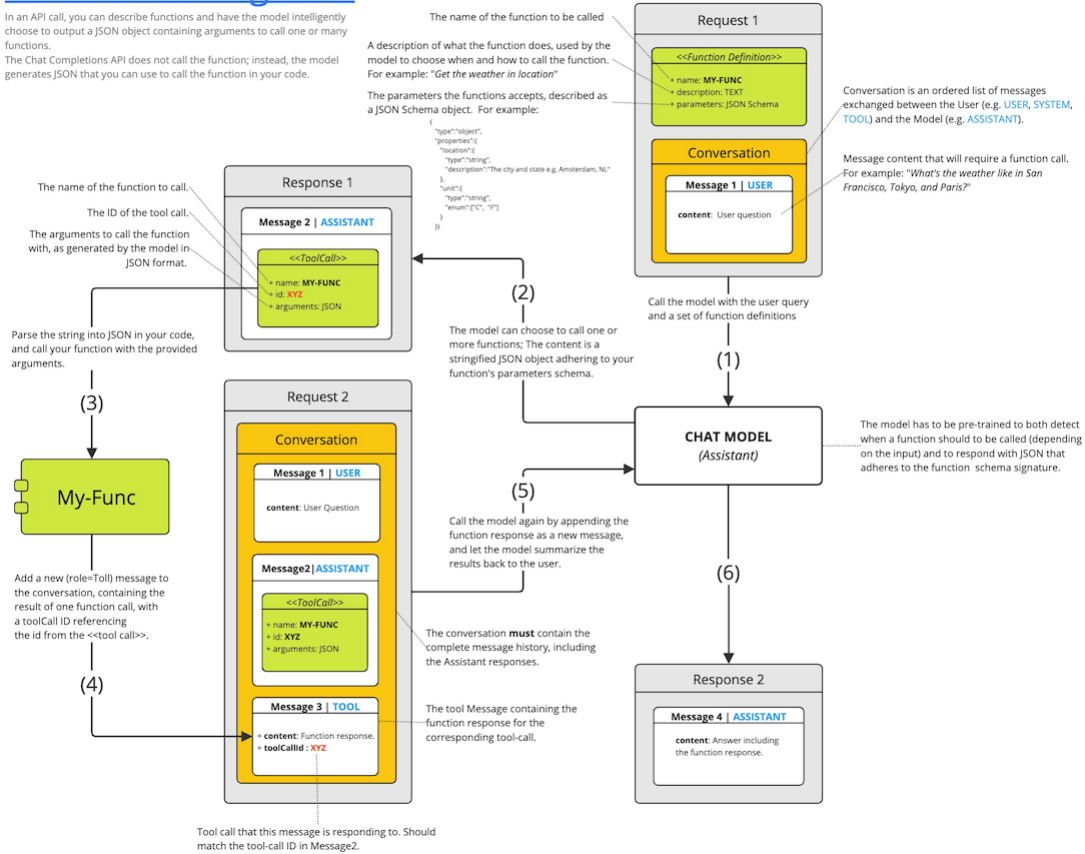 In an API call, you can describe functions and have the model intelligently
choose to output a JSON object containing arguments to call one or many
functions.
The Chat Completions API does not call the function; instead, the model
generates JSON that you can use to call the function in your code.
The name of the function to be called
A description of what the function does, used by the
model to choose when and how to call the function.
For example: "Get the weather in location"
The parameters the functions accepts, described as
a JSON Schema object.  For example:
{
"type":"object",
"properties":{
"location":{
"type":"string",
"description":"The city and state e.g. Amsterdam, NL"
},
"unit":{
"type":"string",
"enum":["C", "F"]
}
}}
Request 1
<<Function Definition>>
+ name: MY-FUNC
+ description: TEXT
+ parameters: JSON Schema
Conversation
Message 1 | USER
content: User question
Conversation is an ordered list of messages
exchanged between the User (e.g. USER, SYSTEM,
TOOL) and the Model (e.g. ASSISTANT).
Message content that will require a function call.
For example: "What's the weather like in San
Francisco, Tokyo, and Paris?"
Response 1
Message 2 | ASSISTANT
<<ToolCall>>
+ name: MY-FUNC
+ id: XYZ
+ arguments: JSON
The name of the function to call.
The ID of the tool call.
The arguments to call the function
with, as generated by the model in
JSON format.
(2)
The model can choose to call one or
more functions; The content is a
stringified JSON object adhering to your
function's parameters schema.
Call the model with the user query
and a set of function definitions
(1)
Parse the string into JSON in your code,
and call your function with the provided
arguments.
(3)
My-Func
Add a new (role=Toll) message to
the conversation, containing the
result of one function call, with
a toolCall ID referencing
the id from the <<tool call>>.
(4)
Request 2
Conversation
Message 1 | USER
content: User Question
Message2|ASSISTANT
<<ToolCall>>
+ name: MY-FUNC
+ id: XYZ
+ arguments: JSON
Message 3 | TOOL
+ content: Function response.
+ toolCallId : XYZ
Tool call that this message is responding to. Should
match the tool-call ID in Message2.
CHAT MODEL
(Assistant)
The model has to be pre-trained to both detect
when a function should to be called (depending
on the input) and to respond with JSON that
adheres to the function  schema signature.
(5)
Call the model again by appending the
function response as a new message,
and let the model summarize the
results back to the user.
The conversation must contain the
complete message history, including
the Assistant responses.
The tool Message containing the
function response for the
corresponding tool-call.
(6)
Response 2
Message 4 | ASSISTANT
content: Answer including
the function response.